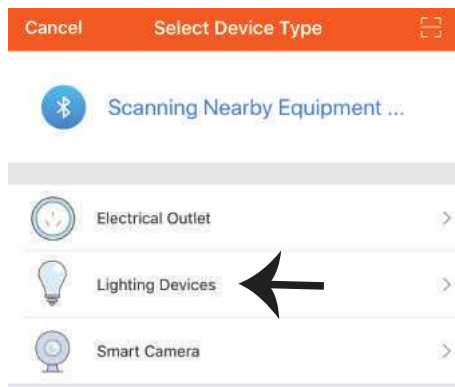 Cancel Select Device Type
Scanning Nearby Equipment ...
Electrical Outlet
Lighting Devices
Smart Camera